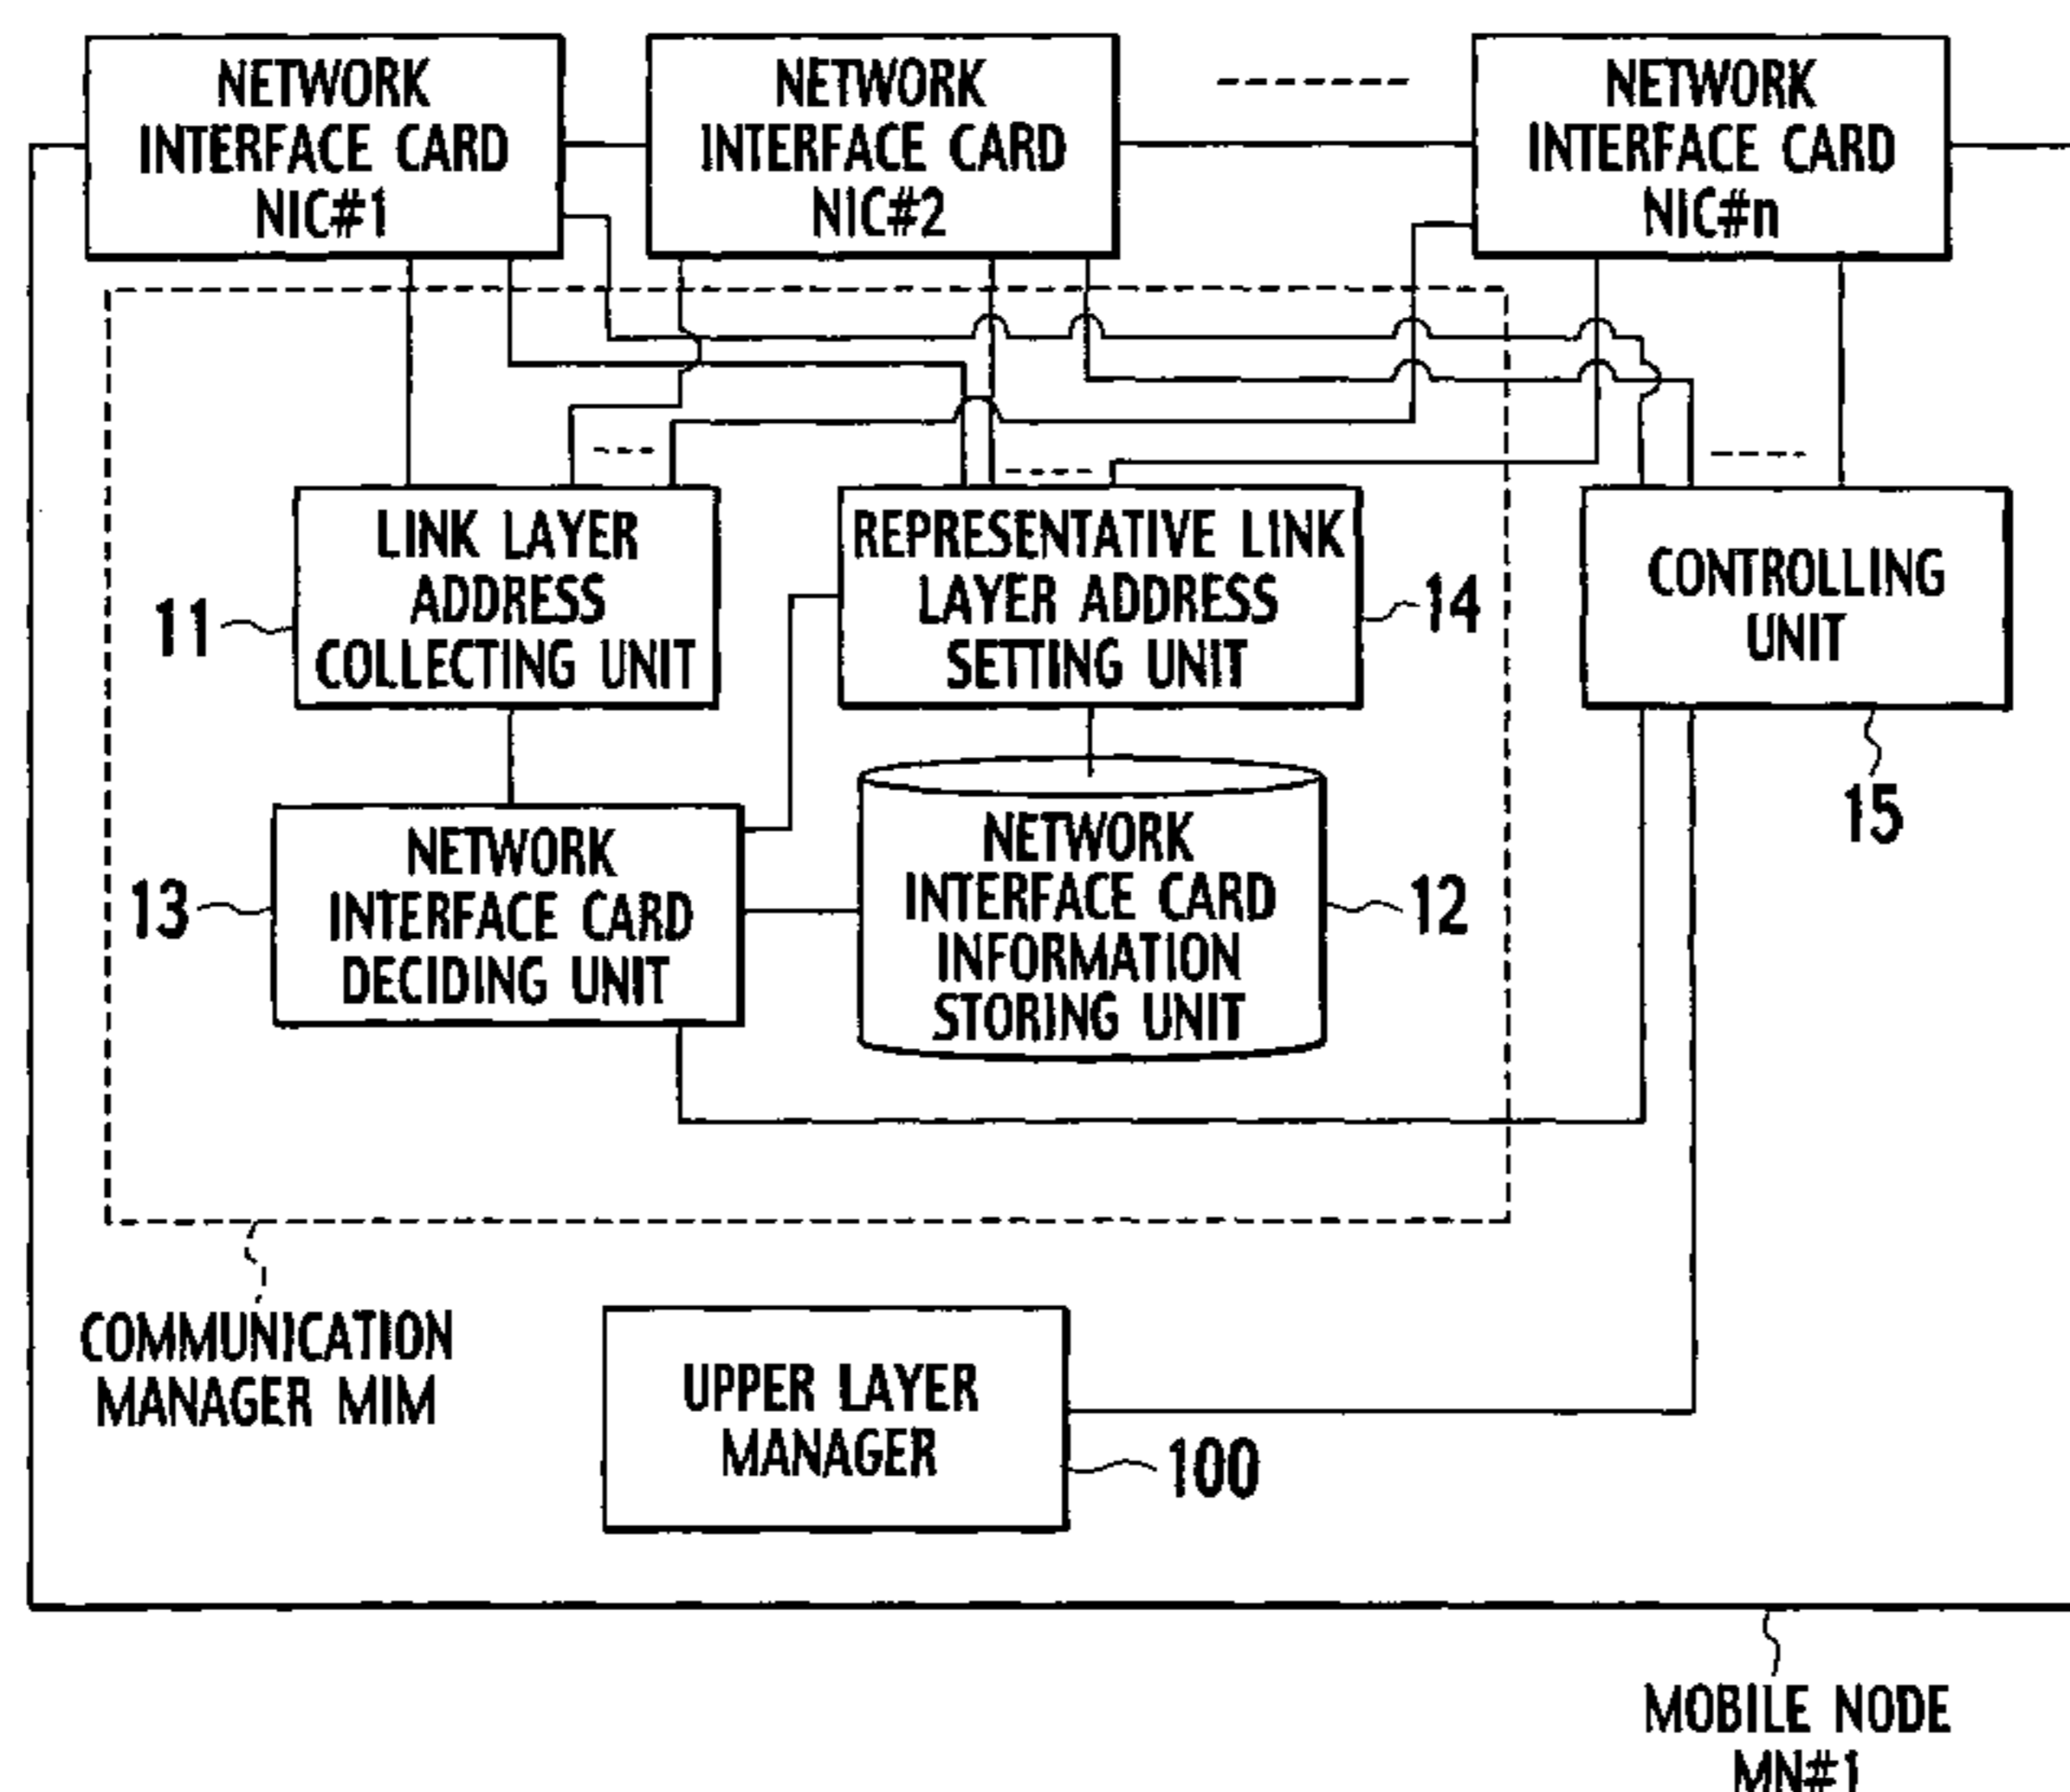 NETWORK
INTERFACE CARD
NIC#1
NETWORK
INTERFACE CARD
NIC#2
NETWORK
INTERFACE CARD
NIC#n
LINK LAYER
ADDRESS
COLLECTING UNIT
11
REPRESENTATIVE LINK
LAYER ADDRESS
SETTING UNIT
14
CONTROLLING
UNIT
15
NETWORK
INTERFACE CARD
DECIDING UNIT
13
NETWORK
INTERFACE CARD
INFORMATION
STORING UNIT
12
COMMUNICATION
MANAGER MIM
UPPER LAYER
MANAGER
100
MOBILE NODE
MN#1